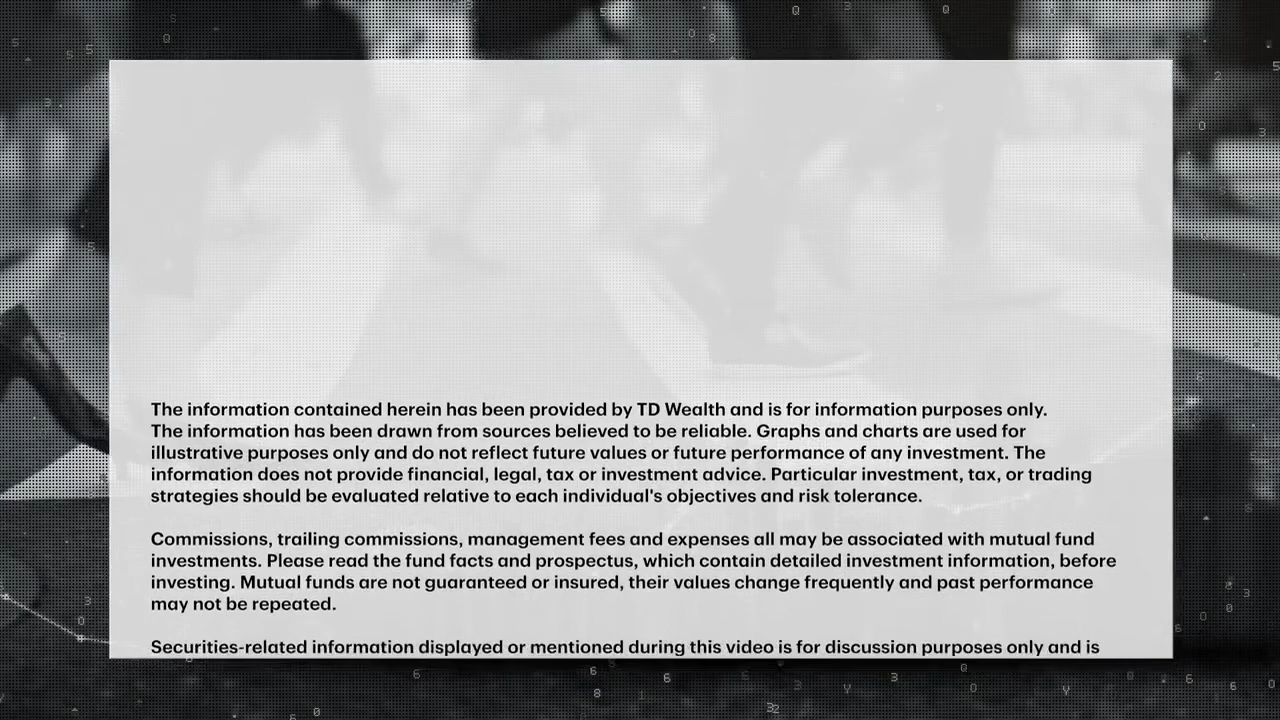 The information contained herein has been provided by TD Wealth and is for information purposes only.
The information has been drawn from sources believed to be reliable. Graphs and charts are used for
illustrative purposes only and do not reflect future values or future performance of any investment. The
information does not provide financial, legal, tax or investment advice. Particular investment, tax, or trading
strategies should be evaluated relative to each individual's objectives and risk tolerance.
Commissions, trailing commissions, management fees and expenses all may be associated with mutual fund
investments. Please read the fund facts and prospectus, which contain detailed investment information, before
investing. Mutual funds are not guaranteed or insured, their values change frequently and past performance
may not be repeated.
Securities-related information displayed or mentioned during this video is for discussion purposes only and is